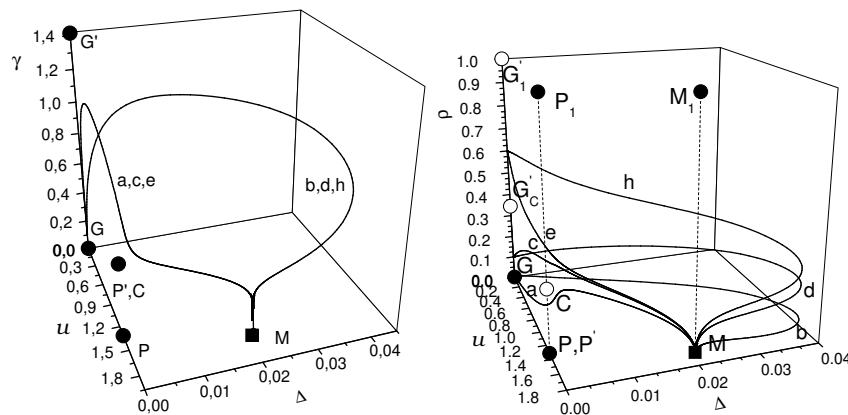 1,4
G'
γ
1,2
1,0
0,8
0,6
0,4
0,2
0,0
a,c,e
b,d,h
G
P',C
0,3
0,6
0,9
1,2
1,5
1,8
u
P
M
0,00
0,01
0,02
0,03
0,04
Δ
1.0
0.9
0.8
0.7
0.6
0.5
0.4
0.3
0.2
0.1
0.0
ρ
G'1
P1
M1
h
G'C
c
e
G
a
C
d
b
0.2
0.4
0.6
0.8
1.0
1.2
1.4
1.6
1.8
u
P,P'
M
0.00
0.01
0.02
0.03
0.04
Δ